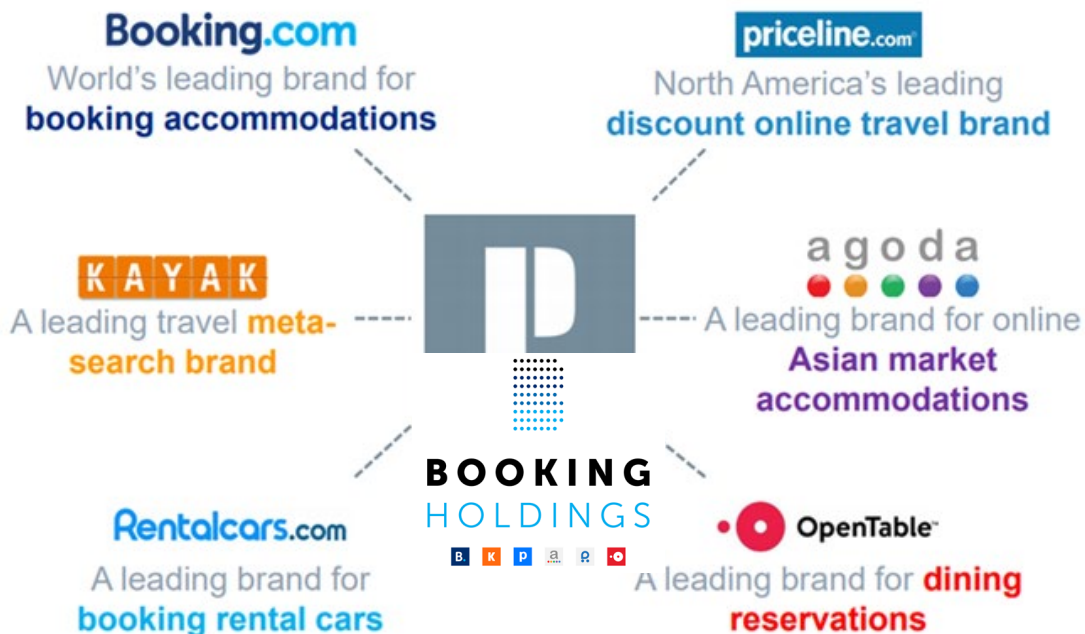 Booking.com
World's leading brand for
booking accommodations
priceline.com
North America's leading
discount online travel brand
KAYAK
A leading travel meta-
search brand
agoda
A leading brand for online
Asian market
accommodations
BOOKING
HOLDINGS
B. K p a R
Rentalcars.com
A leading brand for
booking rental cars
OpenTable™
A leading brand for dining
reservations